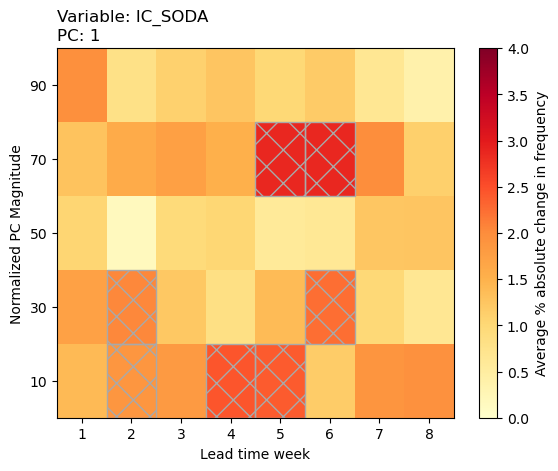 Variable: IC_SODA
PC: 1
90
70
50
30
10
Normalized PC Magnitude
1 2 3 4 5 6 7 8
Lead time week
4.0
3.5
3.0
2.5
2.0
1.5
1.0
0.5
0.0
Average % absolute change in frequency